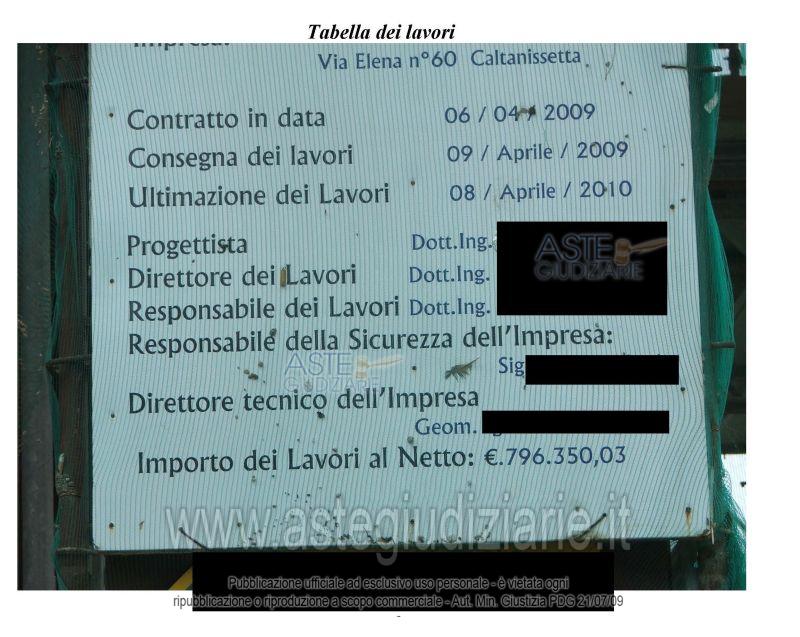 Tabella dei lavori
Impresa:
Via Elena n°60 Caltanissetta
Contratto in data 06 / 04 / 2009
Consegna dei lavori 09 / Aprile / 2009
Ultimazione dei Lavori 08 / Aprile / 2010
Progettista Dott.Ing.
Direttore dei Lavori Dott.Ing.
Responsabile dei Lavori Dott.Ing.
Responsabile della Sicurezza dell'Impresa:
Sig
Direttore tecnico dell'Impresa
Geom.
Importo dei Lavori al Netto: €.796.350,03
ASTE
GIUDIZIARIE
ASTE
GIUDIZIARIE
www.astegiudiziarie.it
Pubblicazione ufficiale ad esclusivo uso personale - è vietata ogni
ripubblicazione o riproduzione a scopo commerciale - Aut. Min. Giustizia PDG 21/07/09